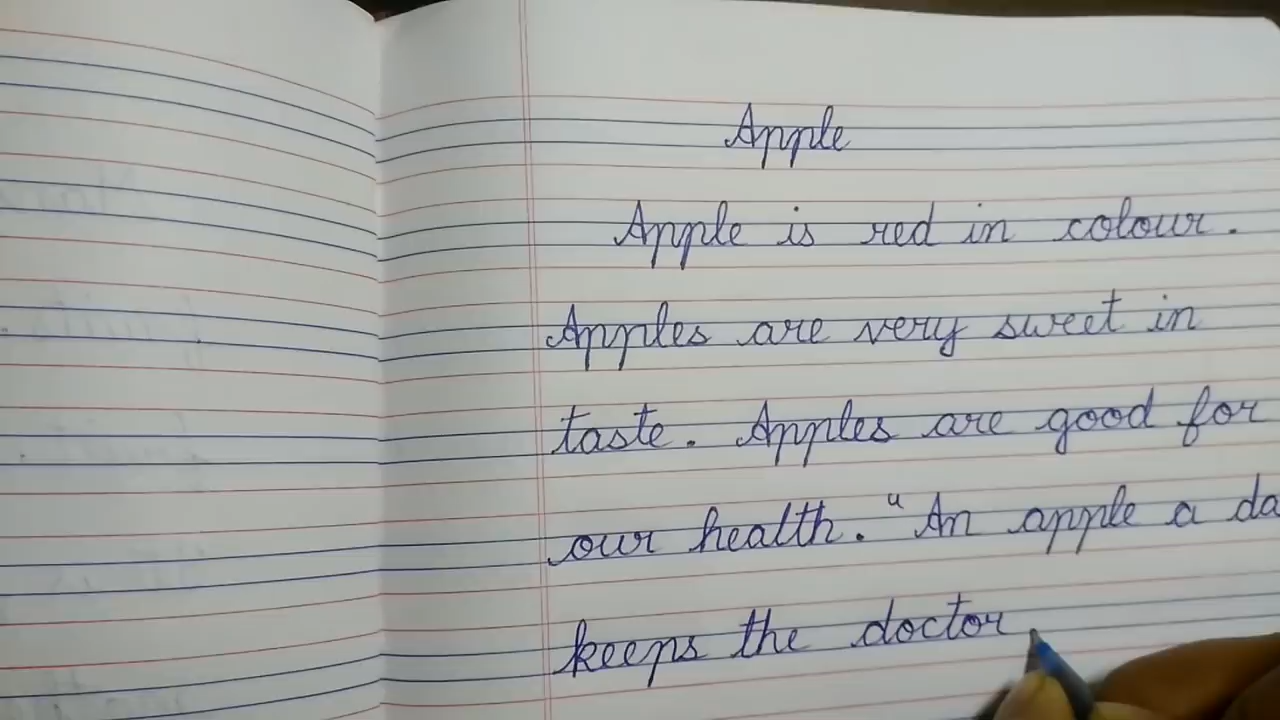 Apple
Apple is red in colour.
Apples are very sweet in
taste. Apples are good for
our health. "An apple a da
keeps the doctor